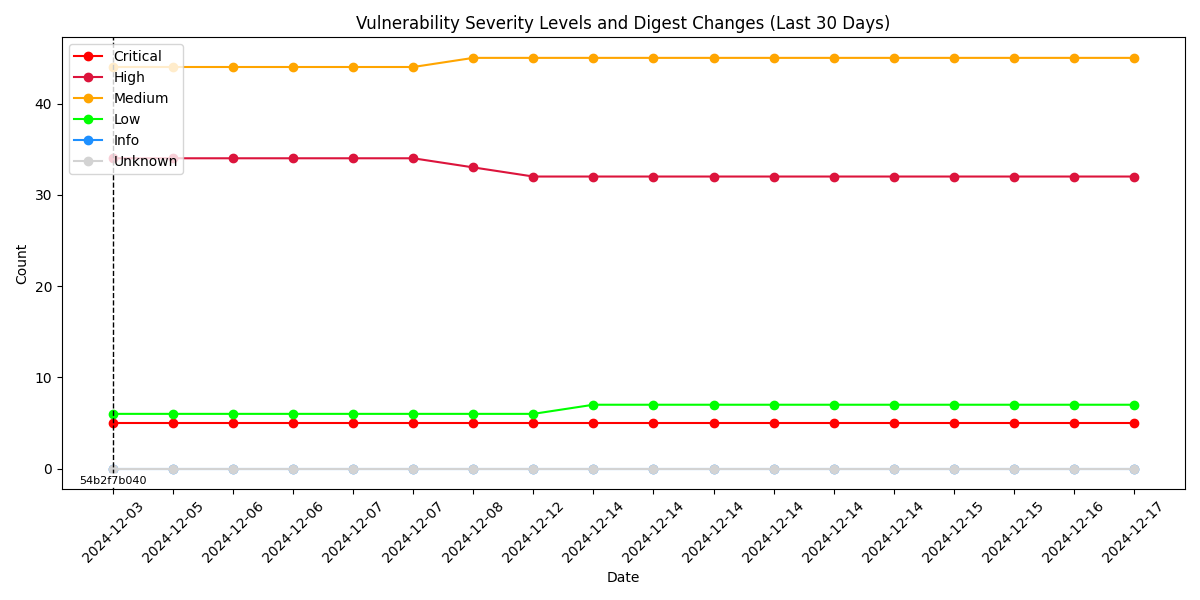 Vulnerability Severity Levels and Digest Changes (Last 30 Days)
Critical
High
Medium
Low
Info
Unknown
Count
40
30
20
10
0
54b2f7b040
2024-12-03
2024-12-05
2024-12-06
2024-12-06
2024-12-07
2024-12-07
2024-12-08
2024-12-12
2024-12-14
2024-12-14
2024-12-14
2024-12-14
2024-12-14
2024-12-14
2024-12-15
2024-12-15
2024-12-16
2024-12-17
Date